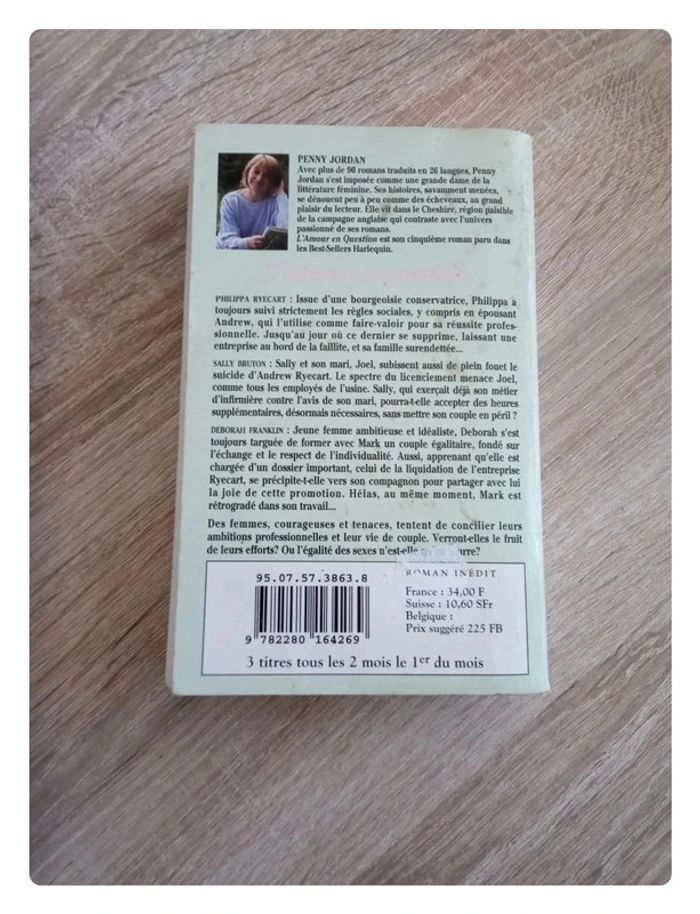 PENNY JORDAN
Avec plus de 90 romans traduits en 26 langues, Penny
Jordan s'est imposée comme une grande dame de la
littérature féminine. Ses histoires, savamment menées,
se dénouent peu à peu comme des écheveaux, au grand
plaisir du lecteur. Elle vit dans le Cheshire, région paisible
de la campagne anglaise qui contraste avec l'univers
passionné de ses romans.
L'Amour en Question est son cinquième roman paru dans
les Best-Sellers Harlequin.
PHILIPPA RYECART : Issue d'une bourgeoisie conservatrice, Philippa a
toujours suivi strictement les règles sociales, y compris en épousant
Andrew, qui l'utilise comme faire-valoir pour sa réussite profes-
sionnelle. Jusqu'au jour où ce dernier se supprime, laissant une
entreprise au bord de la faillite, et sa famille surendettée...
SALLY BRUTON : Sally et son mari, Joel, subissent aussi de plein fouet le
suicide d'Andrew Ryecart. Le spectre du licenciement menace Joel,
comme tous les employés de l'usine. Sally, qui exerçait déjà son métier
d'infirmière contre l'avis de son mari, pourra-t-elle accepter des heures
supplémentaires, désormais nécessaires, sans mettre son couple en péril ?
DEBORAH FRANKLIN : Jeune femme ambitieuse et idéaliste, Deborah s'est
toujours targuée de former avec Mark un couple égalitaire, fondé sur
l'échange et le respect de l'individualité. Aussi, apprenant qu'elle est
chargée d'un dossier important, celui de la liquidation de l'entreprise
Ryecart, se précipite-t-elle vers son compagnon pour partager avec lui
la joie de cette promotion. Hélas, au même moment, Mark est
rétrogradé dans son travail...
Des femmes, courageuses et tenaces, tentent de concilier leurs
ambitions professionnelles et leur vie de couple. Verront-elles le fruit
de leurs efforts? Ou l'égalité des sexes n'est-elle
95.07.57.3863.8
ROMAN INÉDIT
France : 34,00 F
Suisse : 10,60 SFr
Belgique :
Prix suggéré 225 FB
9 782280 164269
3 titres tous les 2 mois le 1er du mois